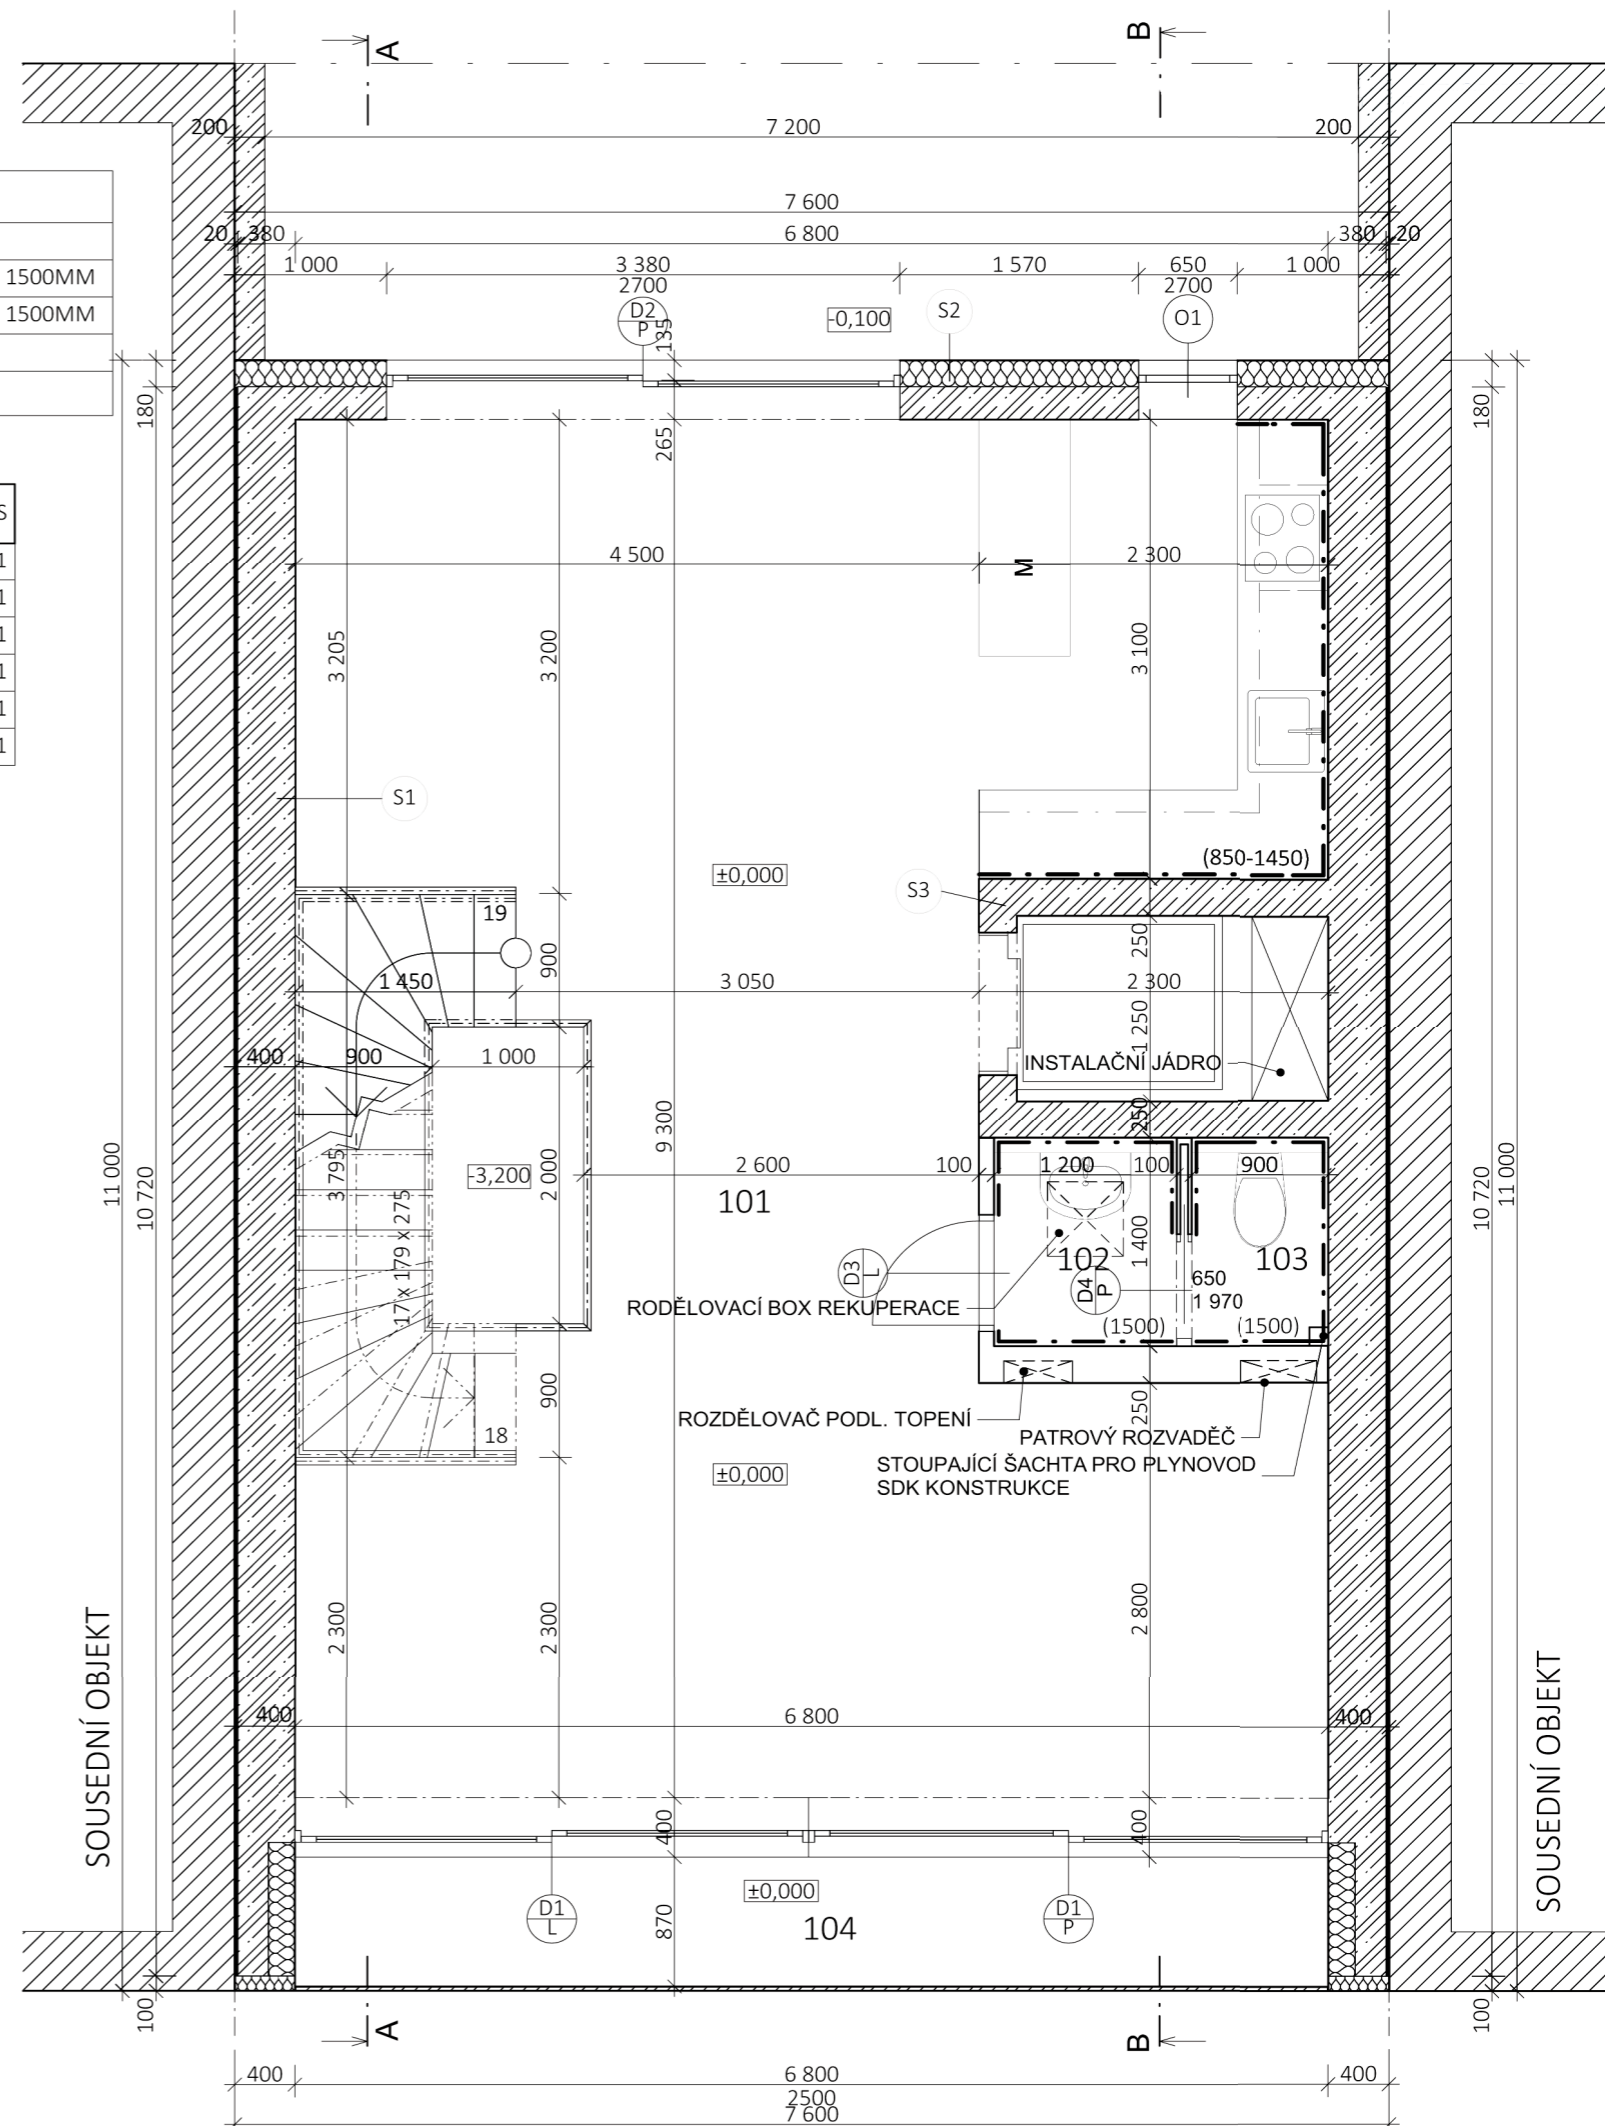 A
B
200
7 200
200
7 600
20
380
6 800
380
20
1500MM
1500MM
1 000
3 380
1 570
650
1 000
2700
2700
D2
P
135
-0,100
S2
O1
180
265
180
S
1
1
1
1
1
1
4 500
M
2 300
3 205
3 200
3 100
S1
±0,000
(850-1450)
S3
19
900
250
1 450
3 050
2 300
1 250
400
900
1 000
INSTALAČNÍ JÁDRO
9 300
250
11 000
10 720
3 795
-3,200
2 000
2 600
100
1 200
100
900
10 720
11 000
101
17 x 179 x 275
1 400
102
103
D3
L
D4
P
650
1 970
RODĚLOVACÍ BOX REKUPERACE
(1500)
(1500)
900
250
ROZDĚLOVAČ PODL. TOPENÍ
18
PATROVÝ ROZVADĚČ
STOUPAJÍCÍ ŠACHTA PRO PLYNOVOD
SDK KONSTRUKCE
±0,000
2 300
2 300
2 800
SOUSEDNÍ OBJEKT
SOUSEDNÍ OBJEKT
400
6 800
400
400
400
±0,000
D1
L
870
104
D1
P
100
100
A
B
400
6 800
400
2500
7 600